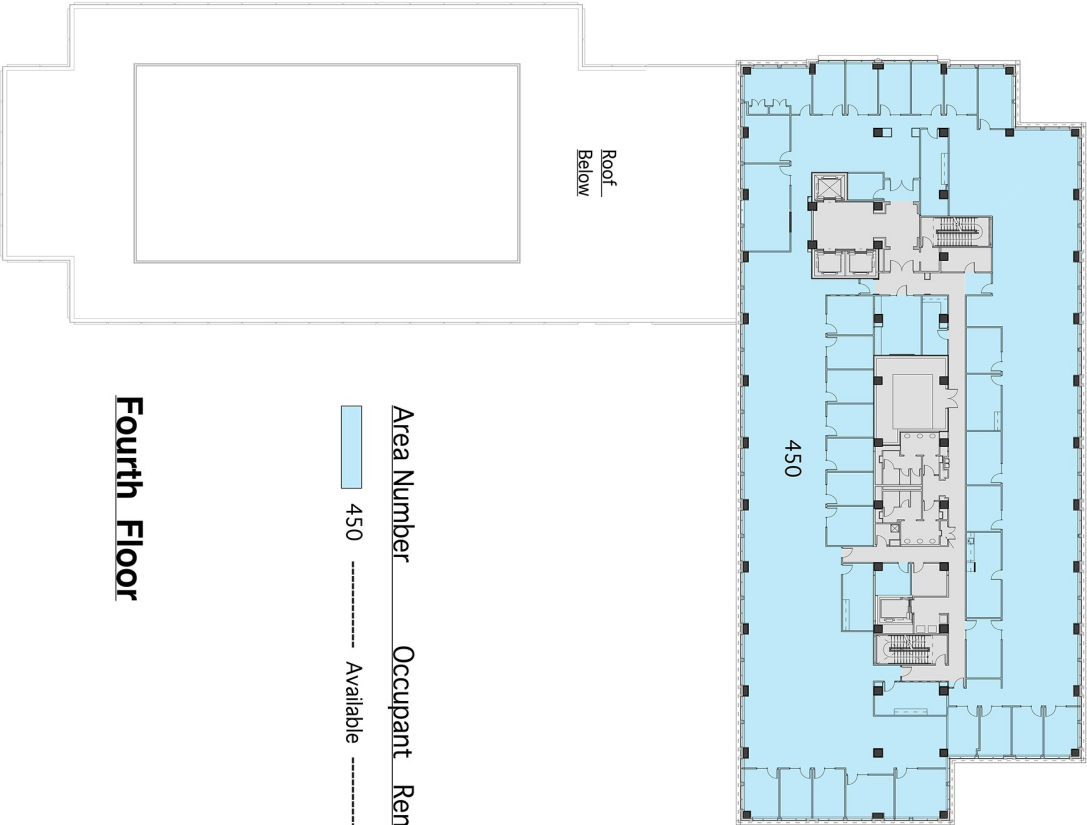 Roof
Below
450
Area Number Occupant Ren
450 ----------- Available --------
Fourth Floor